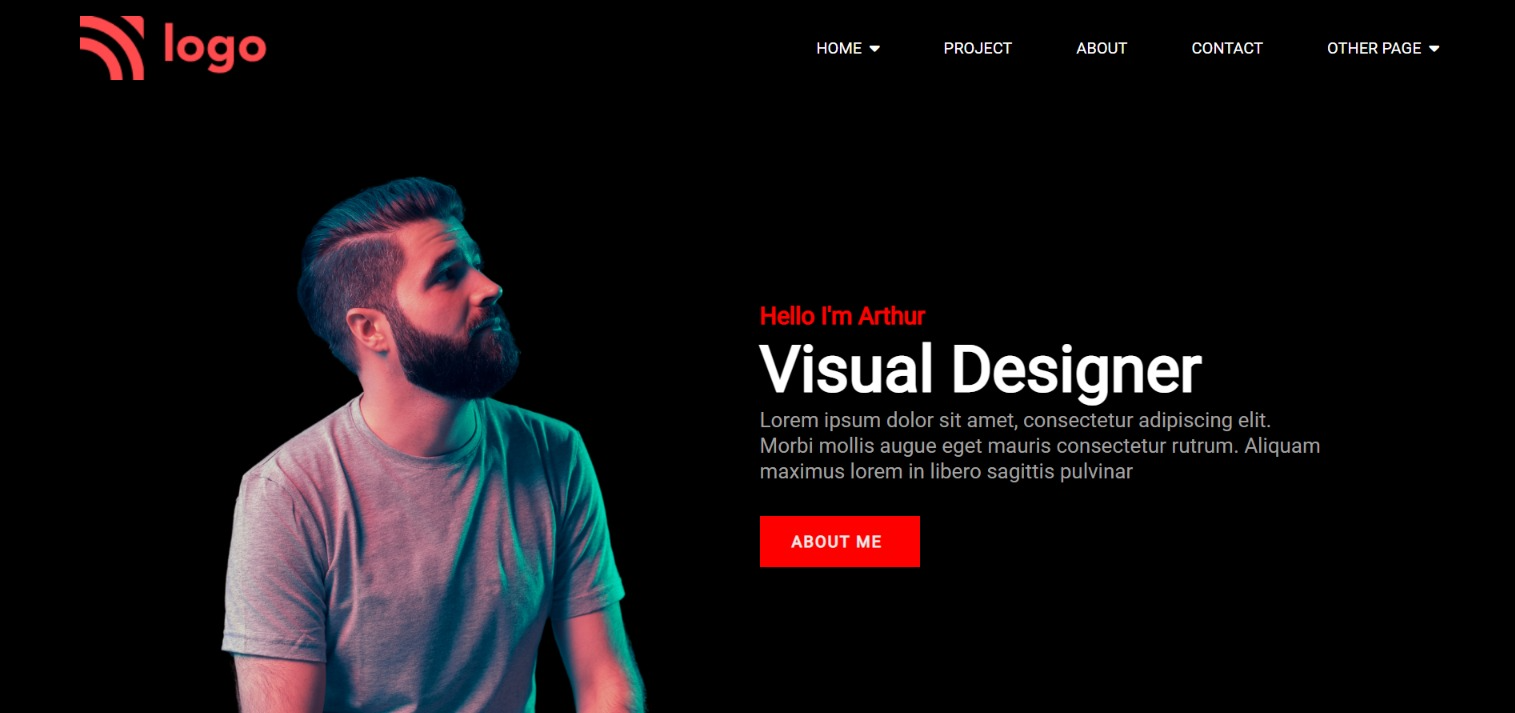 logo
HOME
PROJECT
ABOUT
CONTACT
OTHER PAGE
Hello I'm Arthur
Visual Designer
Lorem ipsum dolor sit amet, consectetur adipiscing elit.
Morbi mollis augue eget mauris consectetur rutrum. Aliquam
maximus lorem in libero sagittis pulvinar
ABOUT ME